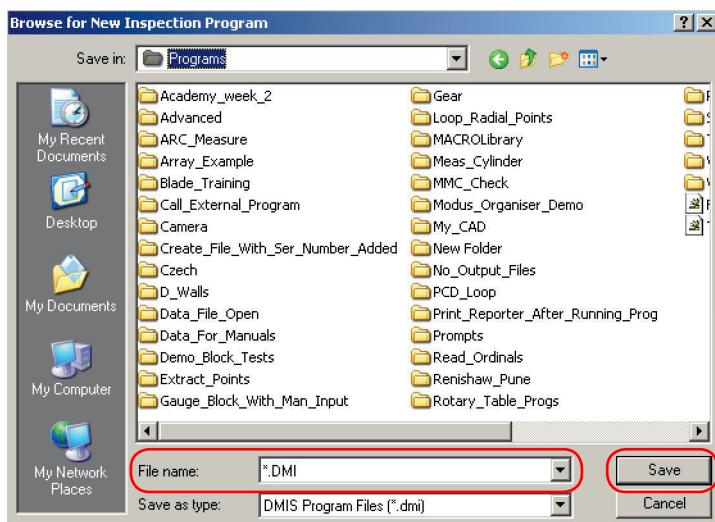 Browse for New Inspection Program
Save in: Programs
My Recent Documents
Desktop
My Documents
My Computer
My Network Places
Academy_week_2
Advanced
ARC_Measure
Array_Example
Blade_Training
Call_External_Program
Camera
Create_File_With_Ser_Number_Added
Czech
D_Walls
Data_File_Open
Data_For_Manuals
Demo_Block_Tests
Extract_Points
Gauge_Block_With_Man_Input
Gear
Loop_Radial_Points
MACROLibrary
Meas_Cylinder
MMC_Check
Modus_Organiser_Demo
My_CAD
New Folder
No_Output_Files
PCD_Loop
Print_Reporter_After_Running_Prog
Prompts
Read_Ordinals
Renishaw_Pune
Rotary_Table_Progs
File name: *.DMI
Save
Save as type: DMIS Program Files (*.dmi)
Cancel